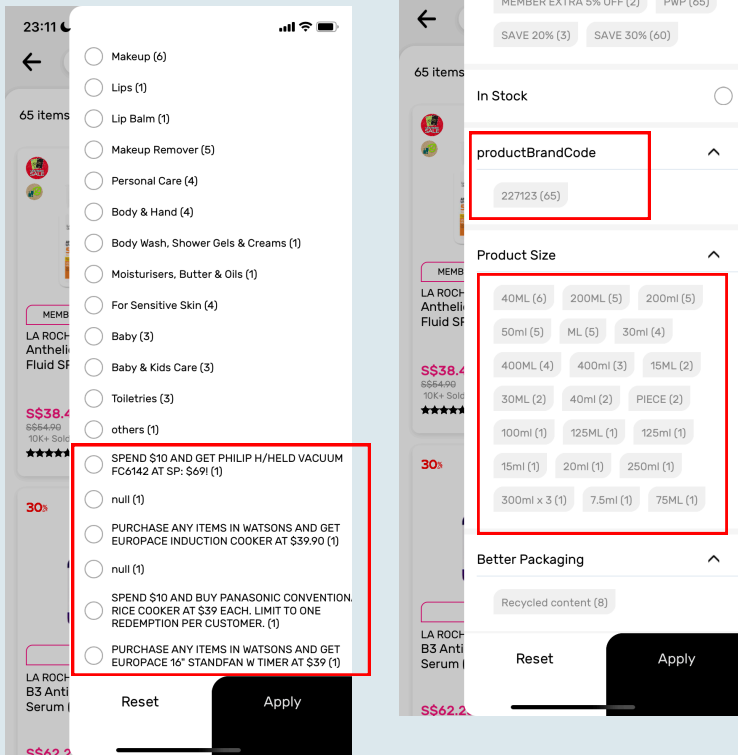 23:11
65 items
SALE
MEMB
LA ROCH
Antheli
Fluid SF
S$38.4
S$54.90
10K+ Sold
30%
LA ROCH
B3 Anti
Serum
S$62.2
Makeup (6)
Lips (1)
Lip Balm (1)
Makeup Remover (5)
Personal Care (4)
Body & Hand (4)
Body Wash, Shower Gels & Creams (1)
Moisturisers, Butter & Oils (1)
For Sensitive Skin (4)
Baby (3)
Baby & Kids Care (3)
Toiletries (3)
others (1)
SPEND $10 AND GET PHILIP H/HELD VACUUM
FC6142 AT SP: $69! (1)
null (1)
PURCHASE ANY ITEMS IN WATSONS AND GET
EUROPACE INDUCTION COOKER AT $39.90 (1)
null (1)
SPEND $10 AND BUY PANASONIC CONVENTION
RICE COOKER AT $39 EACH. LIMIT TO ONE
REDEMPTION PER CUSTOMER. (1)
PURCHASE ANY ITEMS IN WATSONS AND GET
EUROPACE 16" STANDFAN W TIMER AT $39 (1)
Reset Apply
65 items
SALE
MEMB
LA ROCH
Antheli
Fluid SF
S$38.4
S$54.90
10K+ Sold
30%
LA ROCH
B3 Anti
Serum
S$62.2
MEMBER EXTRA 5% OFF (2) PWP (65)
SAVE 20% (3) SAVE 30% (60)
In Stock
productBrandCode
227123 (65)
Product Size
40ML (6) 200ML (5) 200ml (5)
50ml (5) ML (5) 30ml (4)
400ML (4) 400ml (3) 15ML (2)
30ML (2) 40ml (2) PIECE (2)
100ml (1) 125ML (1) 125ml (1)
15ml (1) 20ml (1) 250ml (1)
300ml x 3 (1) 7.5ml (1) 75ML (1)
Better Packaging
Recycled content (8)
Reset Apply